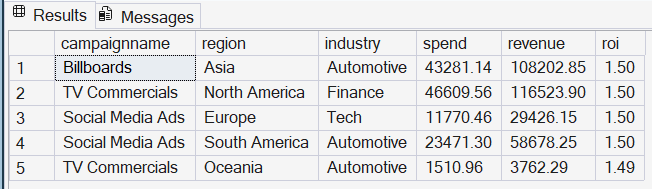 Results Messages
campaignname region industry spend revenue roi
1 Billboards Asia Automotive 43281.14 108202.85 1.50
2 TV Commercials North America Finance 46609.56 116523.90 1.50
3 Social Media Ads Europe Tech 11770.46 29426.15 1.50
4 Social Media Ads South America Automotive 23471.30 58678.25 1.50
5 TV Commercials Oceania Automotive 1510.96 3762.29 1.49